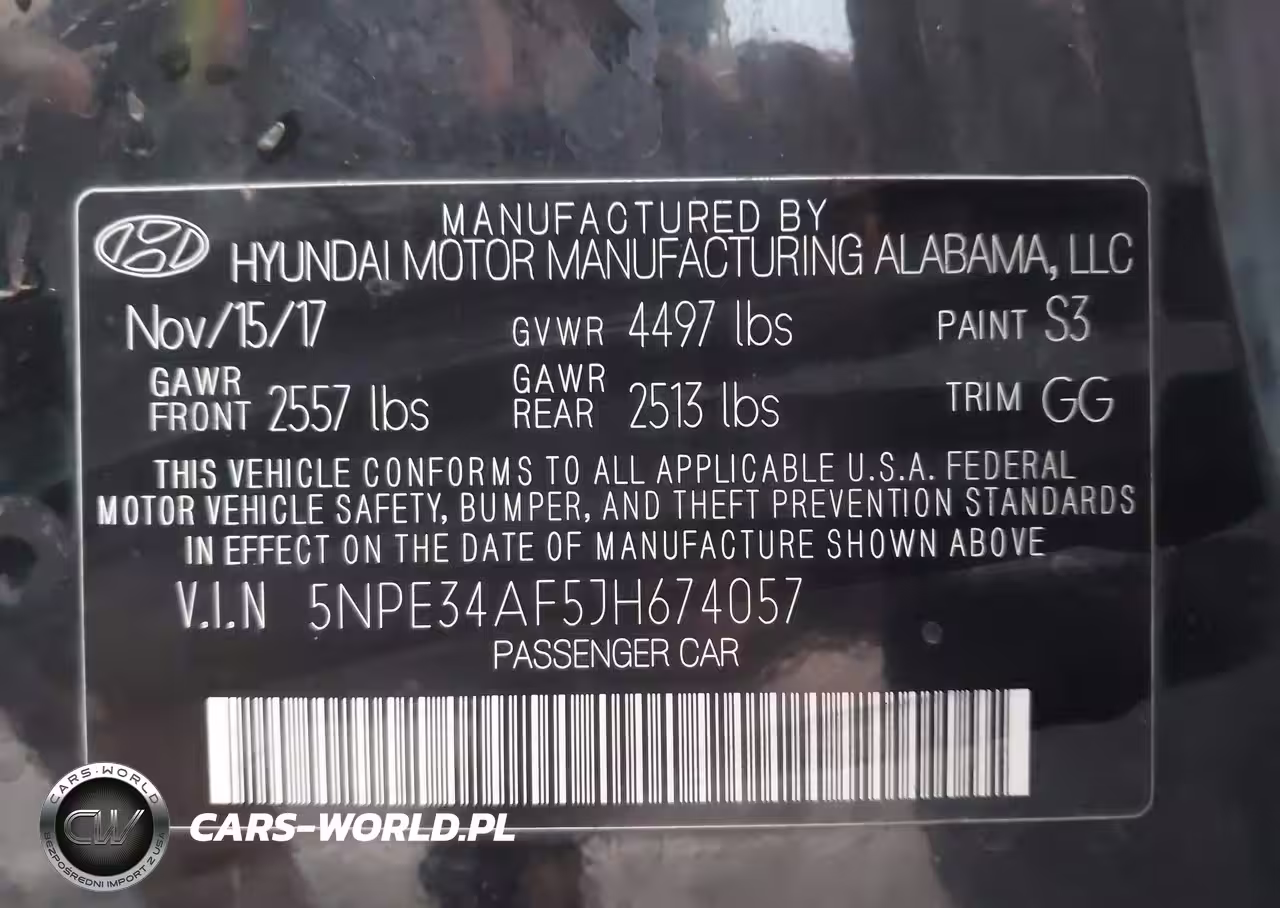 MANUFACTURED BY
HYUNDAI MOTOR MANUFACTURING ALABAMA, LLC
Nov/15/17 GVWR 4497 lbs PAINT S3
GAWR FRONT 2557 lbs GAWR REAR 2513 lbs TRIM GG
THIS VEHICLE CONFORMS TO ALL APPLICABLE U.S.A. FEDERAL
MOTOR VEHICLE SAFETY, BUMPER, AND THEFT PREVENTION STANDARDS
IN EFFECT ON THE DATE OF MANUFACTURE SHOWN ABOVE
V.I.N 5NPE34AF5JH674057
PASSENGER CAR
CARS-WORLD
CW
BEZPOŚREDNI IMPORT Z USA
CARS-WORLD.PL